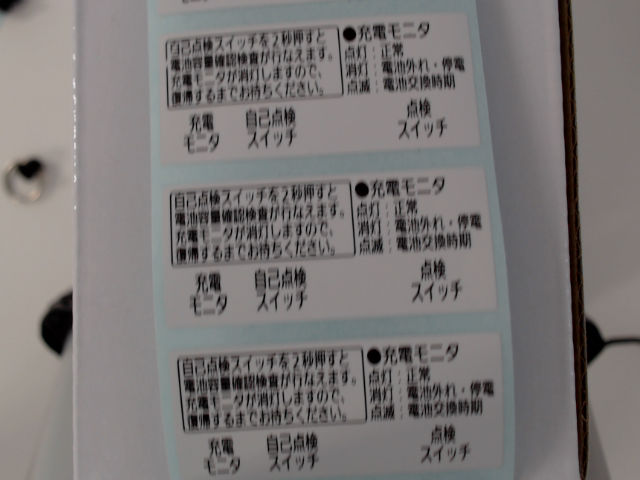 自己点検スイッチを2秒押すと
電池容量確認検査が行なえます。
充電モニタが消灯しますので、
復帰するまでお待ちください。
●充電モニタ
点灯:正常
消灯:電池外れ・停電
点滅:電池交換時期
充電
モニタ
自己点検
スイッチ
点検
スイッチ
自己点検スイッチを2秒押すと
電池容量確認検査が行なえます。
充電モニタが消灯しますので、
復帰するまでお待ちください。
●充電モニタ
点灯:正常
消灯:電池外れ・停電
点滅:電池交換時期
充電
モニタ
自己点検
スイッチ
点検
スイッチ
自己点検スイッチを2秒押すと
電池容量確認検査が行なえます。
充電モニタが消灯しますので、
復帰するまでお待ちください。
●充電モニタ
点灯:正常
消灯:電池外れ・停電
点滅:電池交換時期
充電
モニタ
自己点検
スイッチ
点検
スイッチ